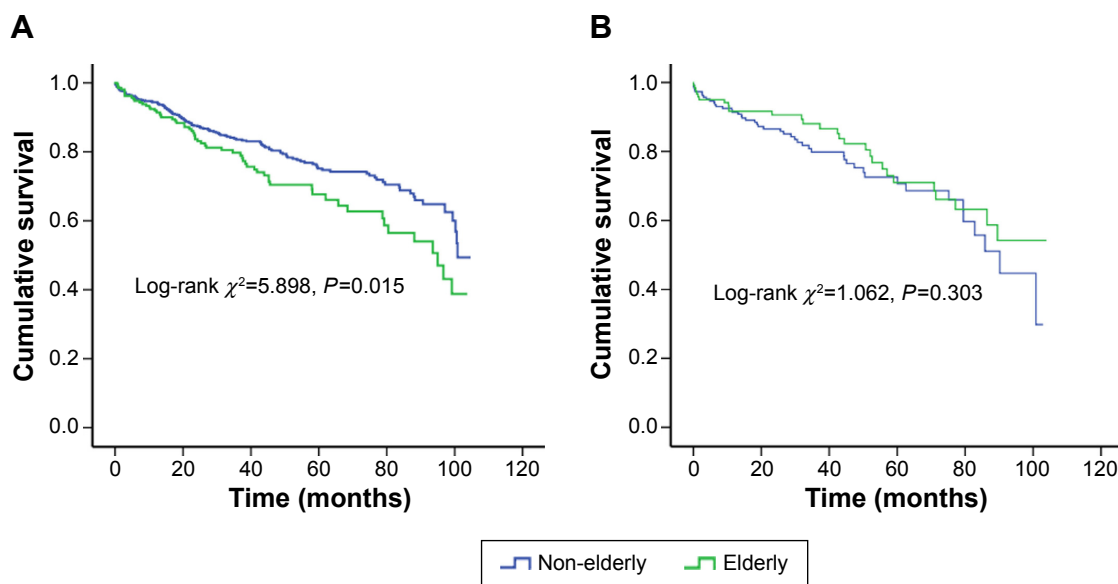 A
Cumulative survival
1.0
0.8
0.6
0.4
0.2
0.0
Log-rank χ²=5.898, P=0.015
0 20 40 60 80 100 120
Time (months)
B
Cumulative survival
1.0
0.8
0.6
0.4
0.2
0.0
Log-rank χ²=1.062, P=0.303
0 20 40 60 80 100 120
Time (months)
Non-elderly Elderly